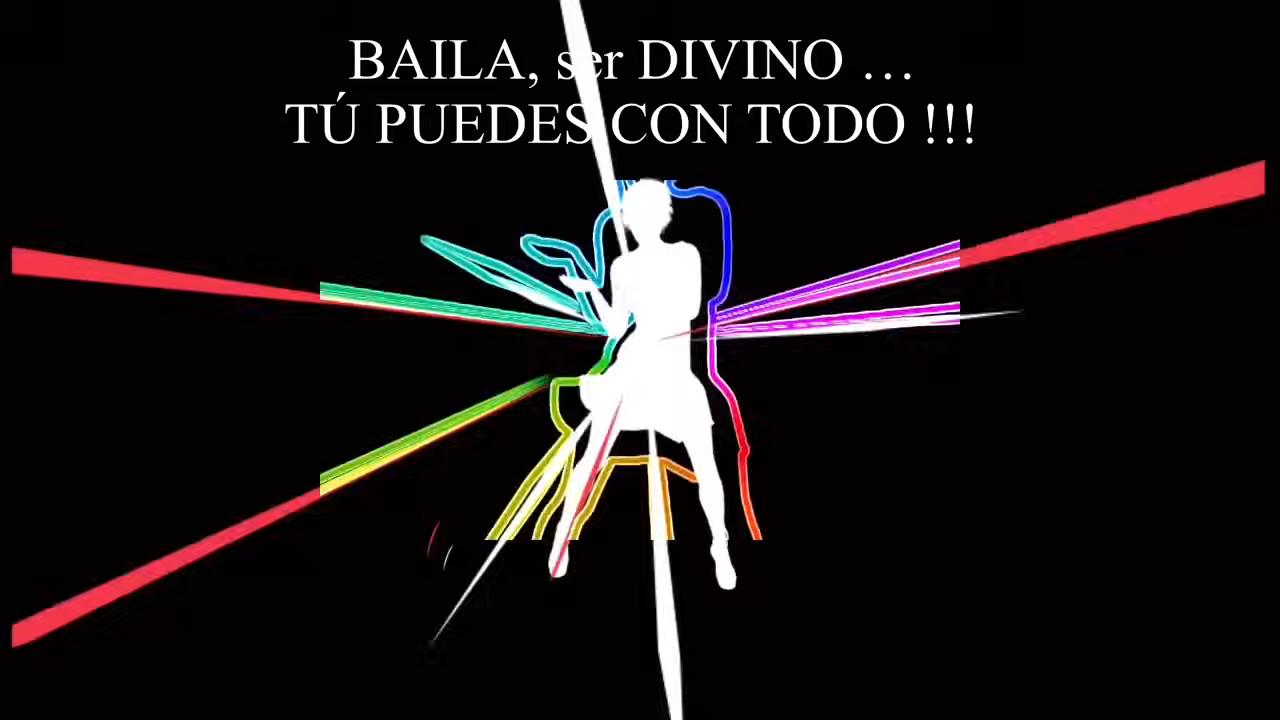 BAILA, ser DIVINO …
TÚ PUEDES CON TODO !!!